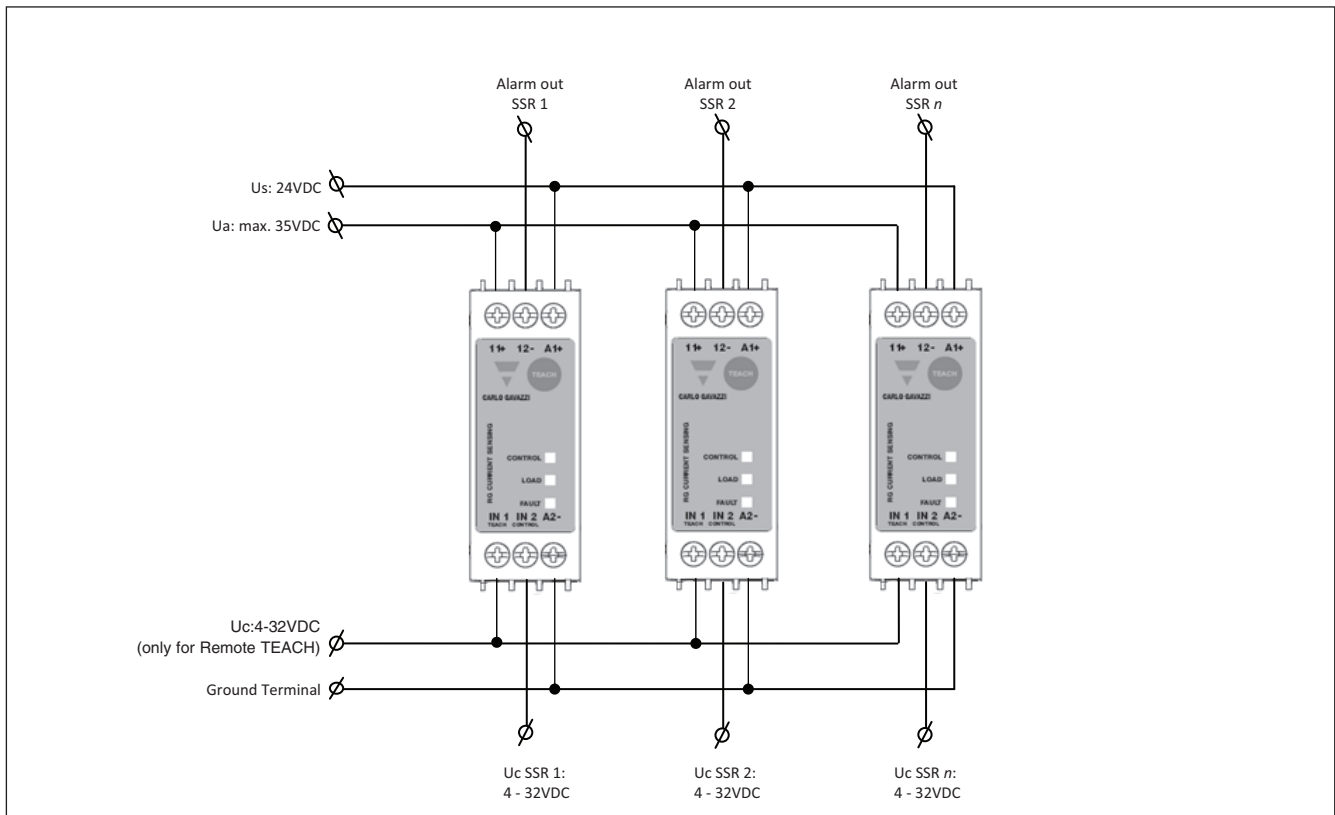 Alarm out
SSR 1
Alarm out
SSR 2
Alarm out
SSR n
Us: 24VDC
Ua: max. 35VDC
11+ 12- A1+
TEACH
CARLO GAVAZZI
RG CURRENT SENSING
CONTROL
LOAD
FAULT
IN 1 IN 2 A2-
TEACH CONTROL
11+ 12- A1+
TEACH
CARLO GAVAZZI
RG CURRENT SENSING
CONTROL
LOAD
FAULT
IN 1 IN 2 A2-
TEACH CONTROL
11+ 12- A1+
TEACH
CARLO GAVAZZI
RG CURRENT SENSING
CONTROL
LOAD
FAULT
IN 1 IN 2 A2-
TEACH CONTROL
Uc:4-32VDC
(only for Remote TEACH)
Ground Terminal
Uc SSR 1:
4 - 32VDC
Uc SSR 2:
4 - 32VDC
Uc SSR n:
4 - 32VDC